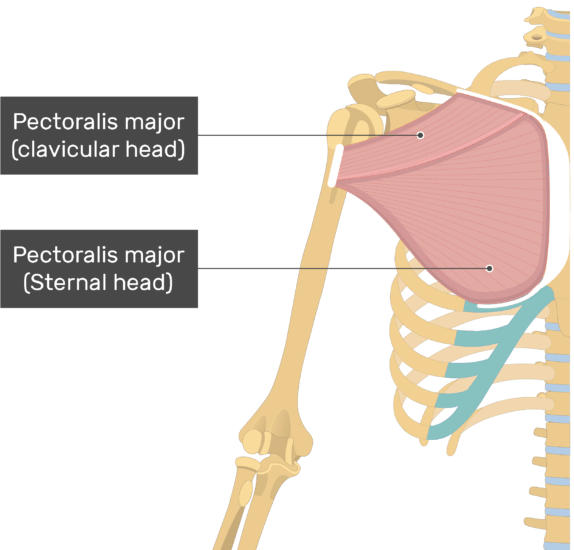 Pectoralis major
(clavicular head)
Pectoralis major
(Sternal head)